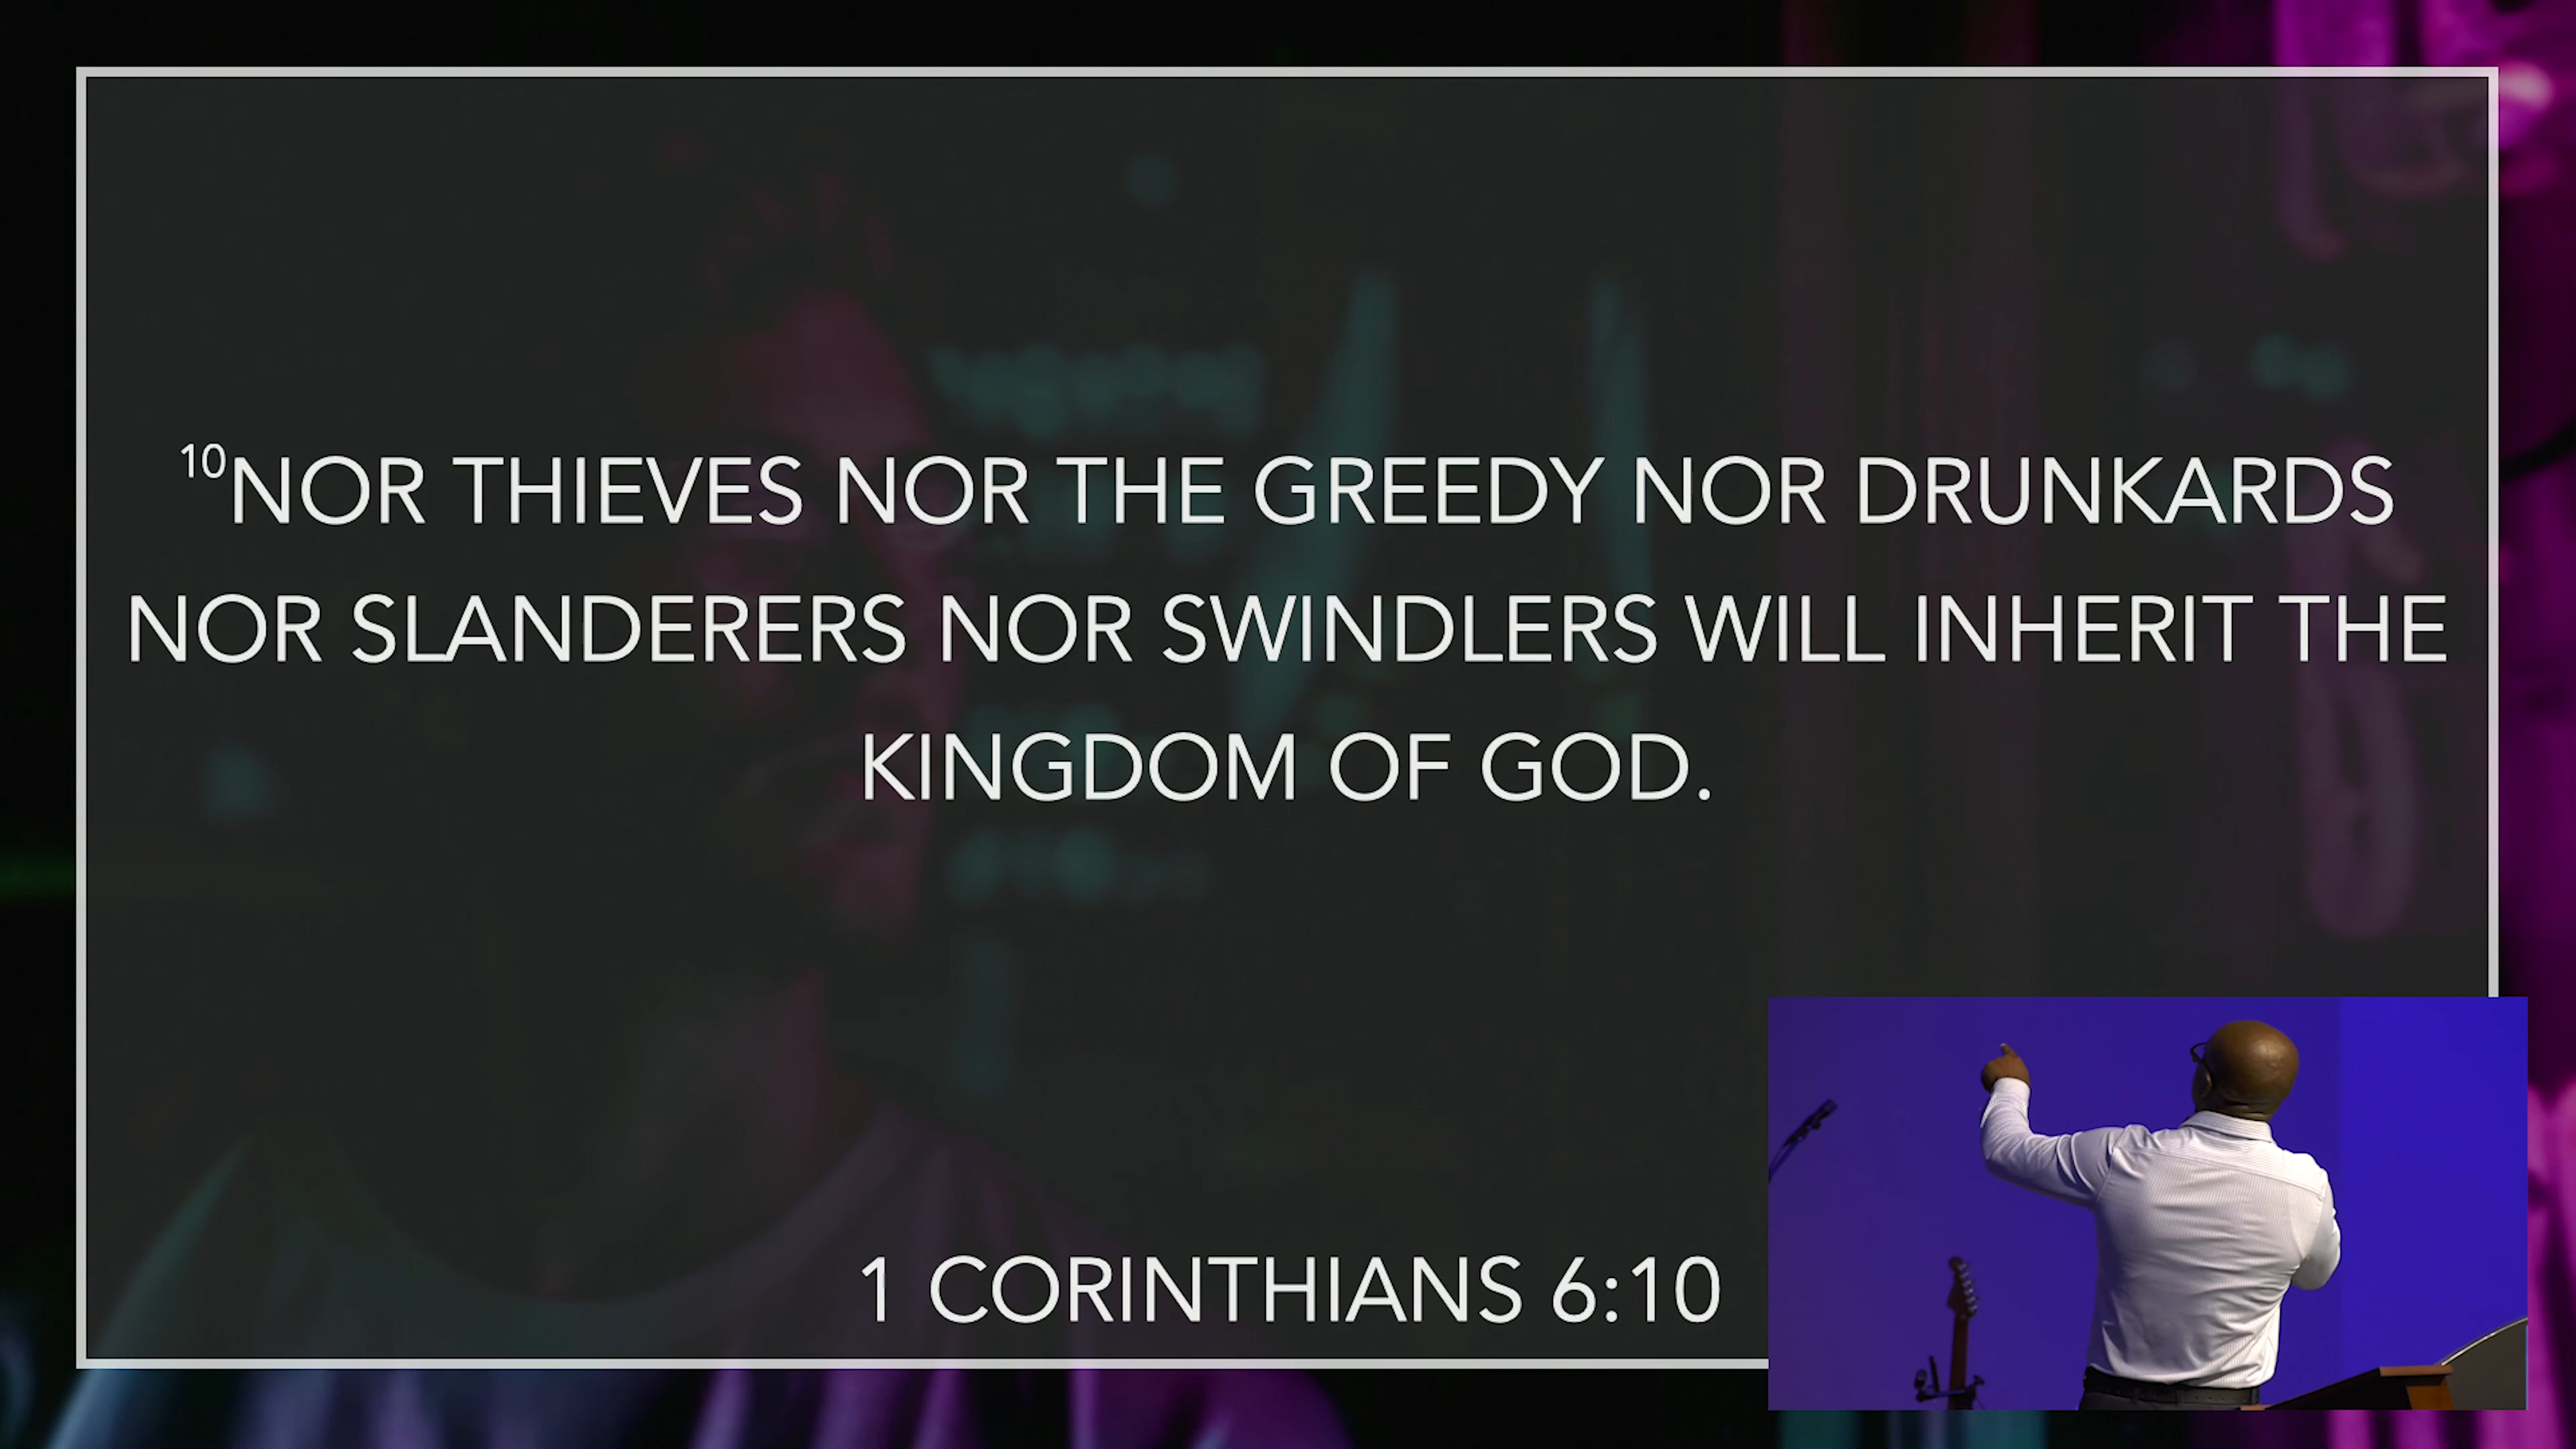 10NOR THIEVES NOR THE GREEDY NOR DRUNKARDS
NOR SLANDERERS NOR SWINDLERS WILL INHERIT THE
KINGDOM OF GOD.
1 CORINTHIANS 6:10